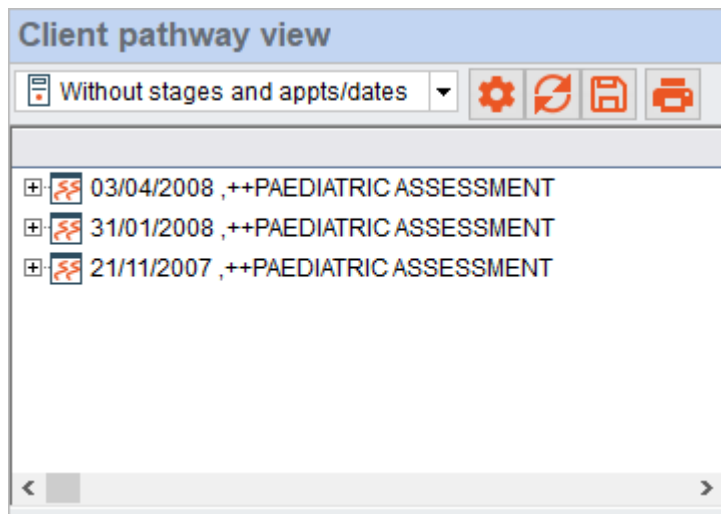 Client pathway view
Without stages and appts/dates
03/04/2008 ,++PAEDIATRIC ASSESSMENT
31/01/2008 ,++PAEDIATRIC ASSESSMENT
21/11/2007 ,++PAEDIATRIC ASSESSMENT